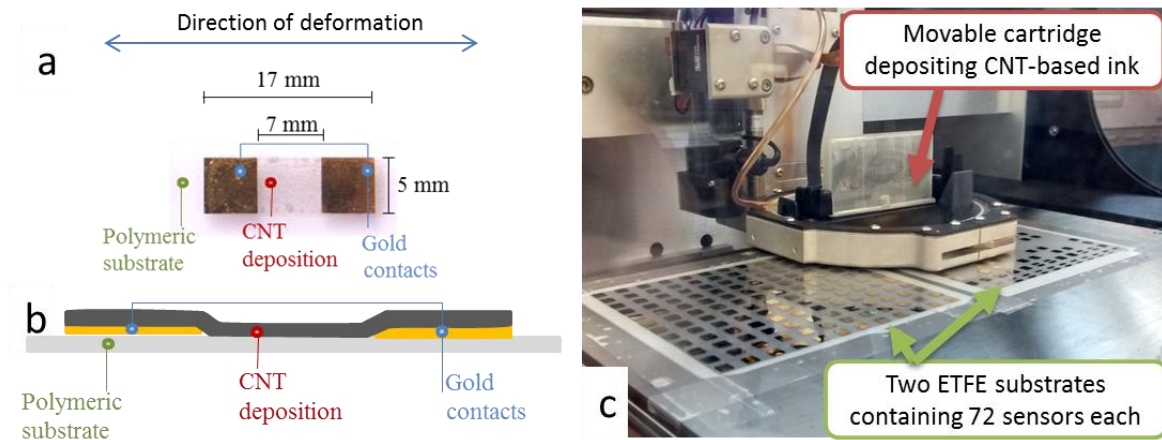 Direction of deformation
a
17 mm
7 mm
5 mm
Polymeric
substrate
CNT
deposition
Gold
contacts
b
Polymeric
substrate
CNT
deposition
Gold
contacts
Movable cartridge
depositing CNT-based ink
Two ETFE substrates
containing 72 sensors each
c